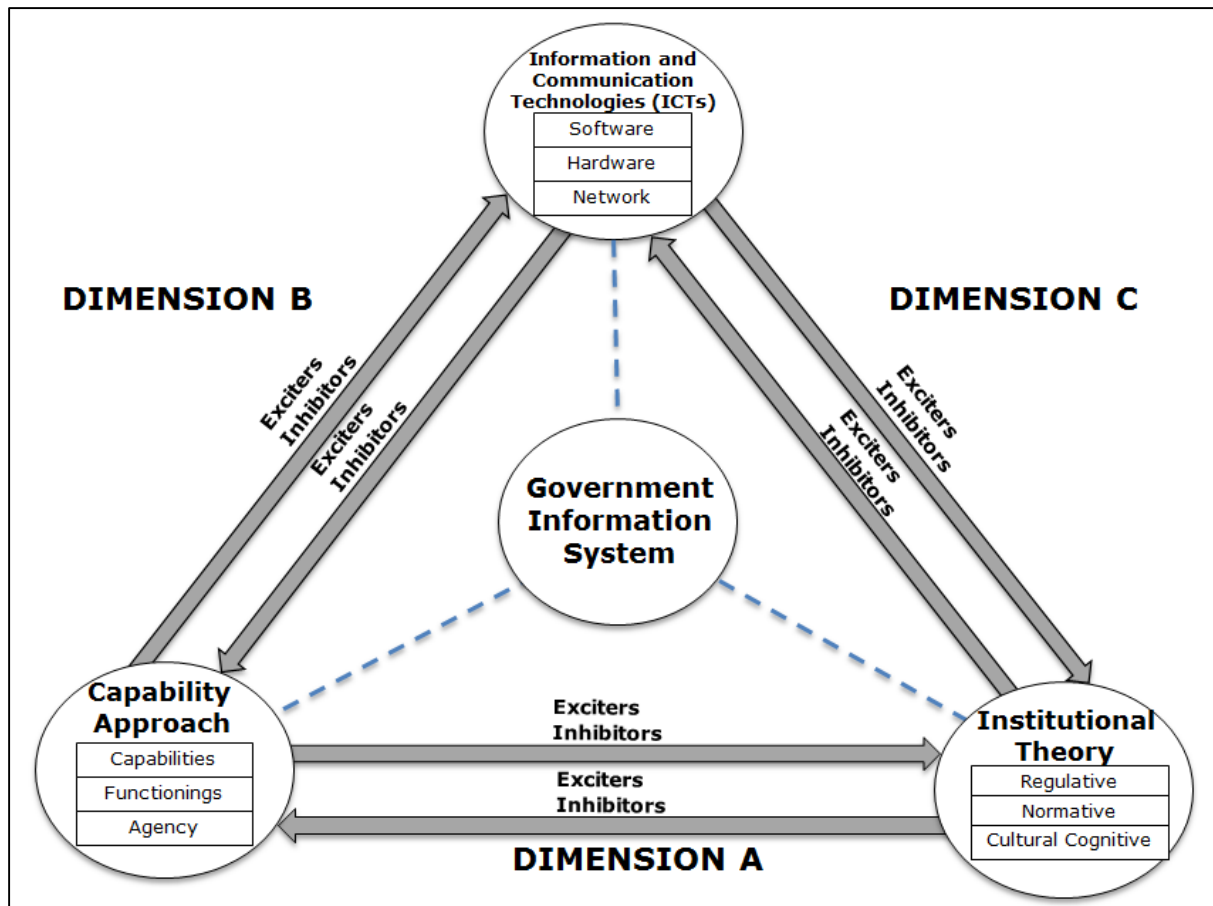 Information and
Communication
Technologies (ICTs)
Software
Hardware
Network
DIMENSION B
DIMENSION C
Exciters
Inhibitors
Exciters
Inhibitors
Exciters
Inhibitors
Exciters
Inhibitors
Government
Information
System
Capability
Approach
Capabilities
Functionings
Agency
Exciters
Inhibitors
Exciters
Inhibitors
Institutional
Theory
Regulative
Normative
Cultural Cognitive
DIMENSION A